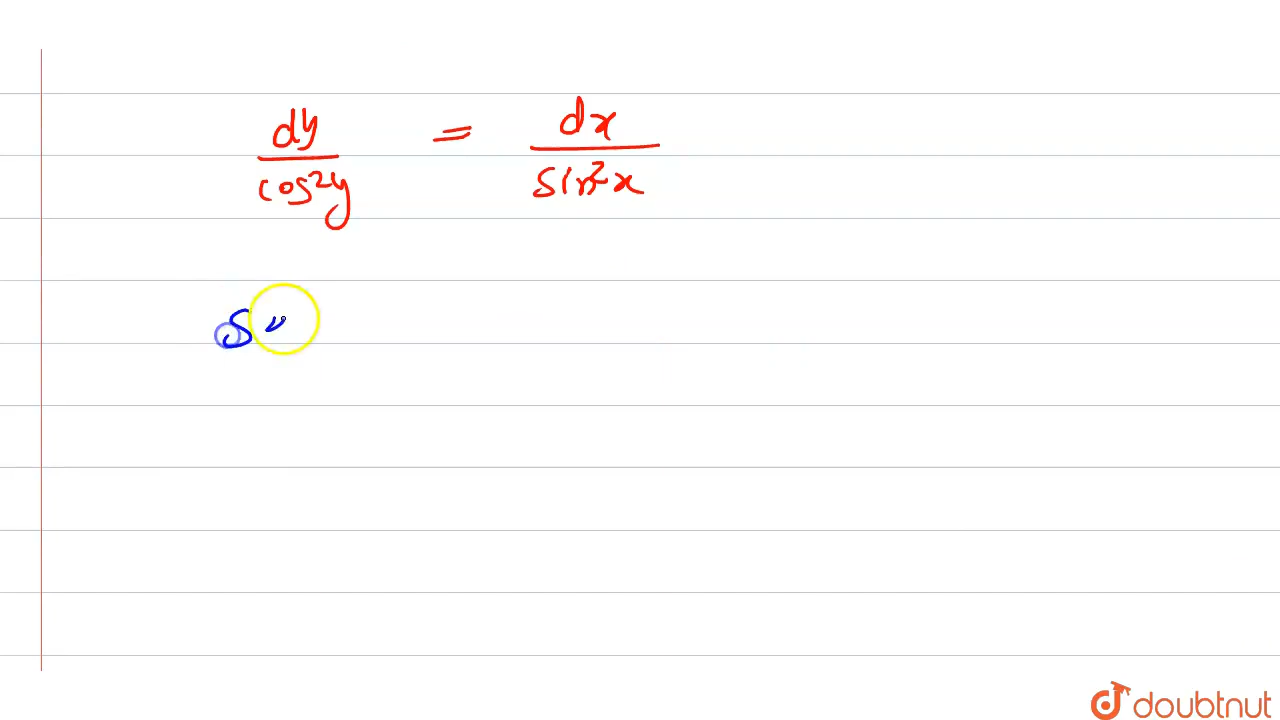 dy/cos²y = dx/sin²x
S
doubtnut